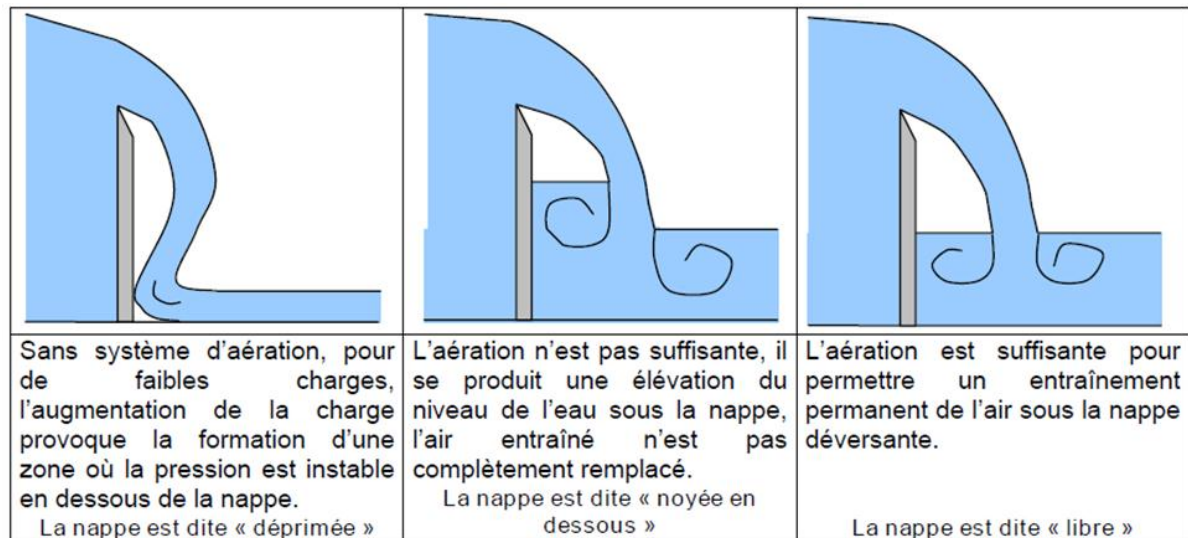 Sans système d'aération, pour
de faibles charges,
l'augmentation de la charge
provoque la formation d'une
zone où la pression est instable
en dessous de la nappe.
La nappe est dite « déprimée »
L'aération n'est pas suffisante, il
se produit une élévation du
niveau de l'eau sous la nappe,
l'air entraîné n'est pas
complètement remplacé.
La nappe est dite « noyée en
dessous »
L'aération est suffisante pour
permettre un entraînement
permanent de l'air sous la nappe
déversante.
La nappe est dite « libre »